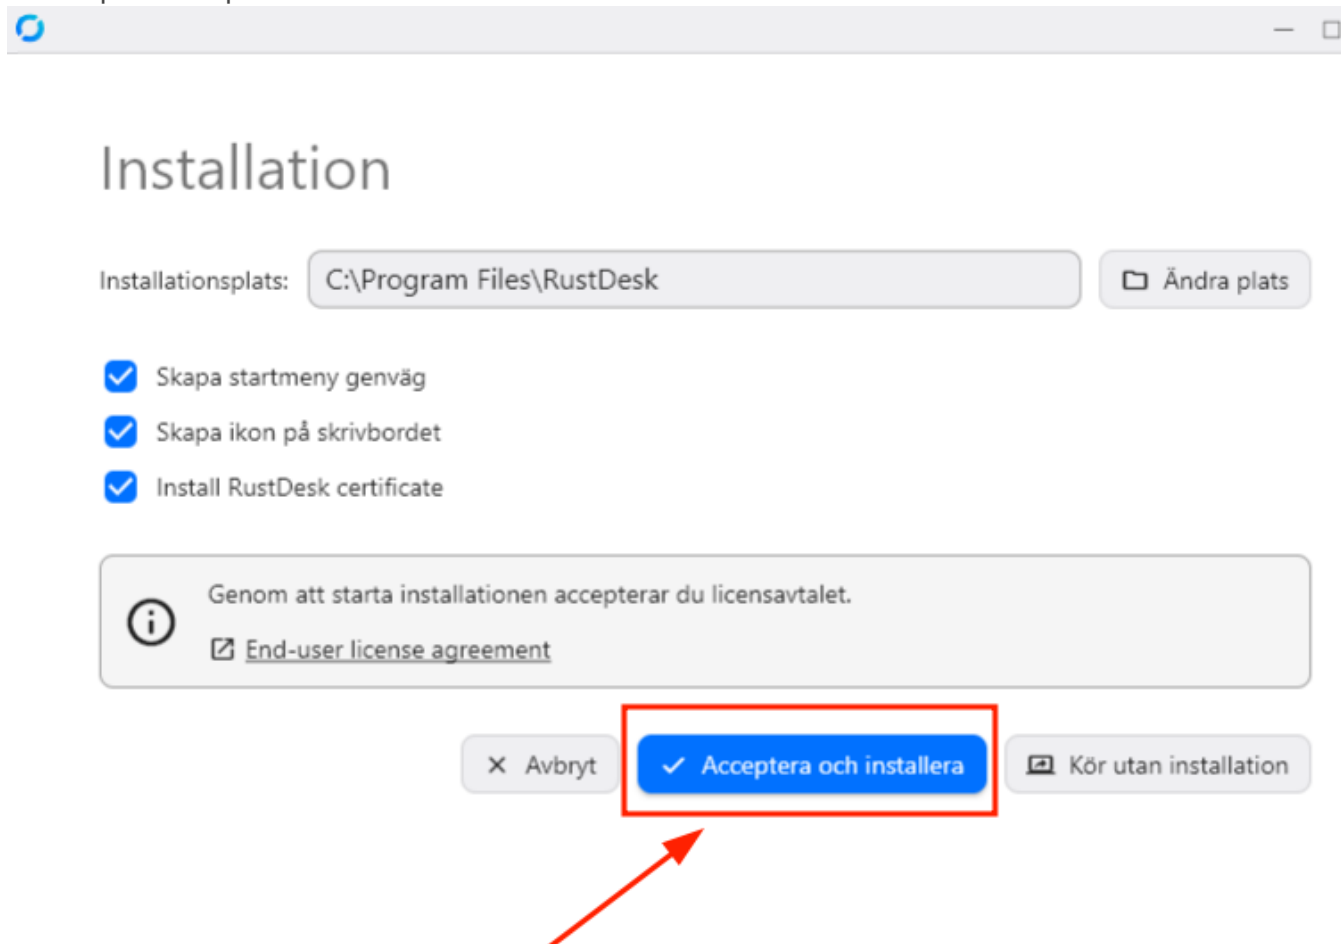 Installation
Installationsplats: C:\Program Files\RustDesk Ändra plats
Skapa startmeny genväg
Skapa ikon på skrivbordet
Install RustDesk certificate
Genom att starta installationen accepterar du licensavtalet.
End-user license agreement
Avbryt Acceptera och installera Kör utan installation